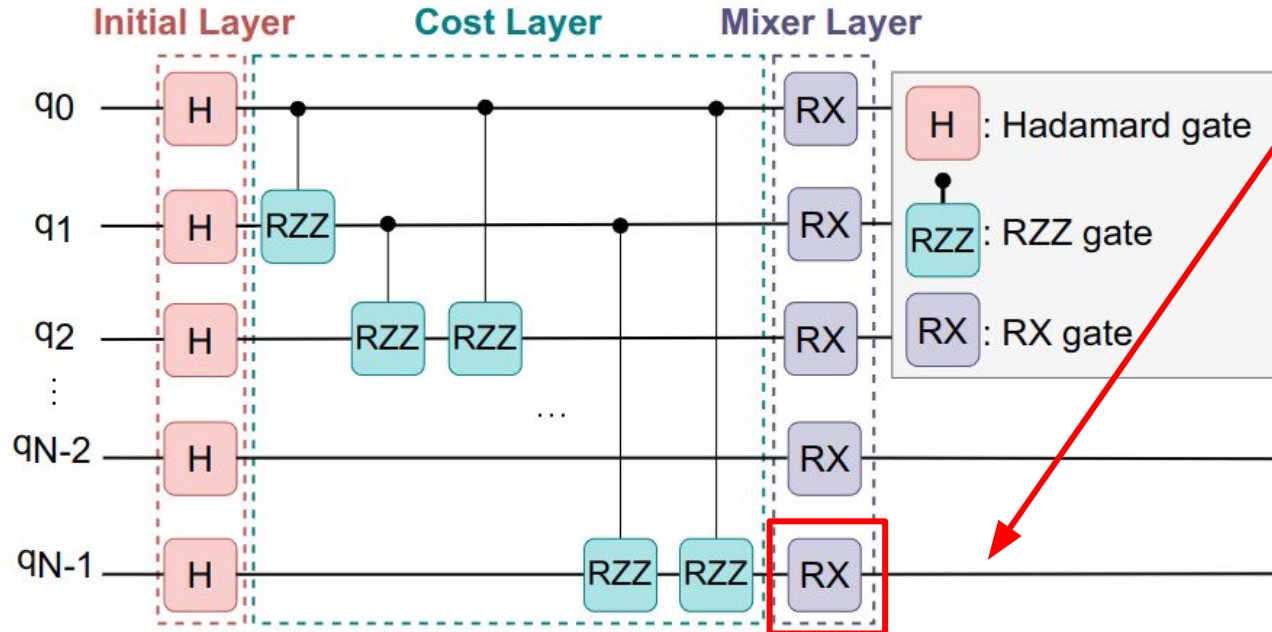 Initial Layer Cost Layer Mixer Layer
q0 H RX
H : Hadamard gate
q1 H RZZ RX
RZZ : RZZ gate
q2 H RZZ RZZ RX
RX : RX gate
⋮
...
qN-2 H RX
qN-1 H RZZ RZZ RX